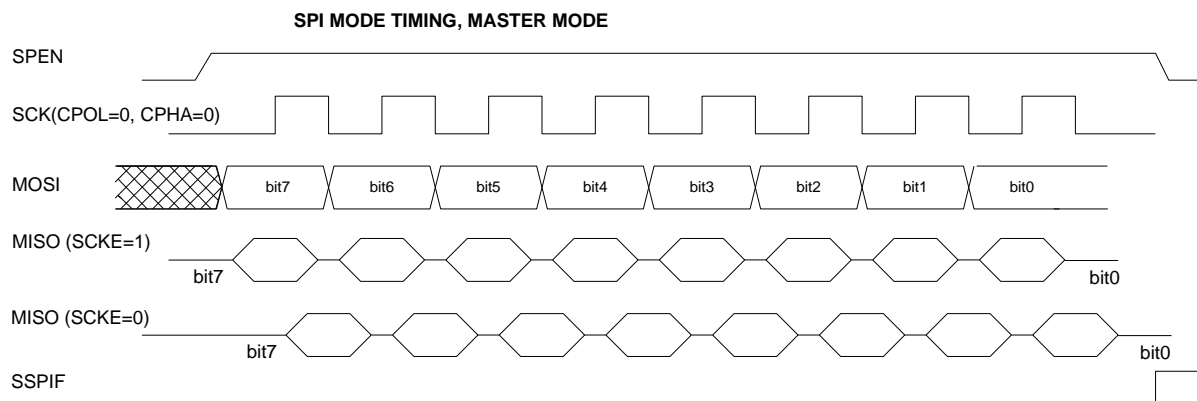 SPI MODE TIMING, MASTER MODE
SPEN
SCK(CPOL=0, CPHA=0)
MOSI bit7 bit6 bit5 bit4 bit3 bit2 bit1 bit0
MISO (SCKE=1)
bit7 bit0
MISO (SCKE=0)
bit7 bit0
SSPIF